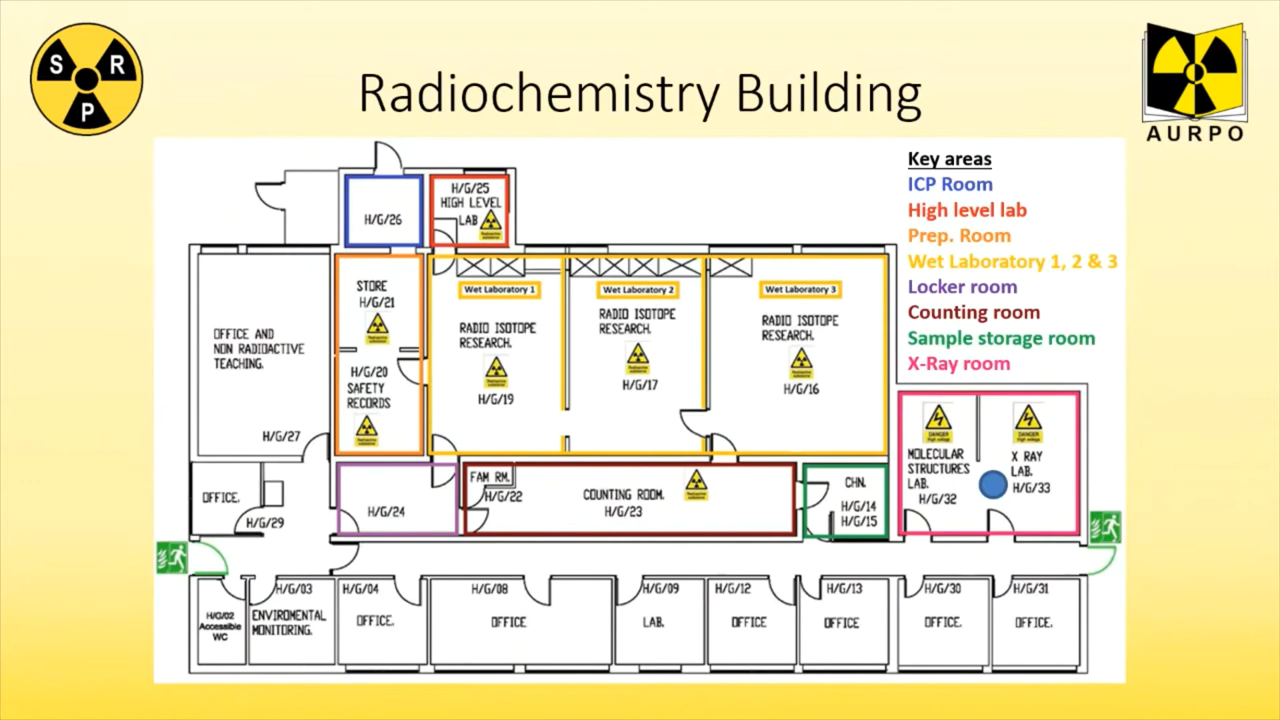 S R
P
Radiochemistry Building
AURPO
Key areas
ICP Room
High level lab
Prep. Room
Wet Laboratory 1, 2 & 3
Locker room
Counting room
Sample storage room
X-Ray room
H/G/26
H/G/25
HIGH LEVEL
LAB
STORE
H/G/21
H/G/20
SAFETY
RECORDS
OFFICE AND
NON RADIOACTIVE
TEACHING.
H/G/27
Wet Laboratory 1
RADIO ISOTOPE
RESEARCH.
H/G/19
Wet Laboratory 2
RADIO ISOTOPE
RESEARCH.
H/G/17
Wet Laboratory 3
RADIO ISOTOPE
RESEARCH.
H/G/16
DANGER
DANGER
MOLECULAR
STRUCTURES
LAB.
H/G/32
X RAY
LAB.
H/G/33
OFFICE.
H/G/29
H/G/24
FAM RM.
H/G/22
COUNTING ROOM.
H/G/23
CHN.
H/G/14
H/G/15
H/G/02
Accessible
WC
H/G/03
ENVIROMENTAL
MONITORING.
H/G/04
OFFICE.
H/G/08
OFFICE
H/G/09
LAB.
H/G/12
OFFICE
H/G/13
OFFICE
H/G/30
OFFICE.
H/G/31
OFFICE.